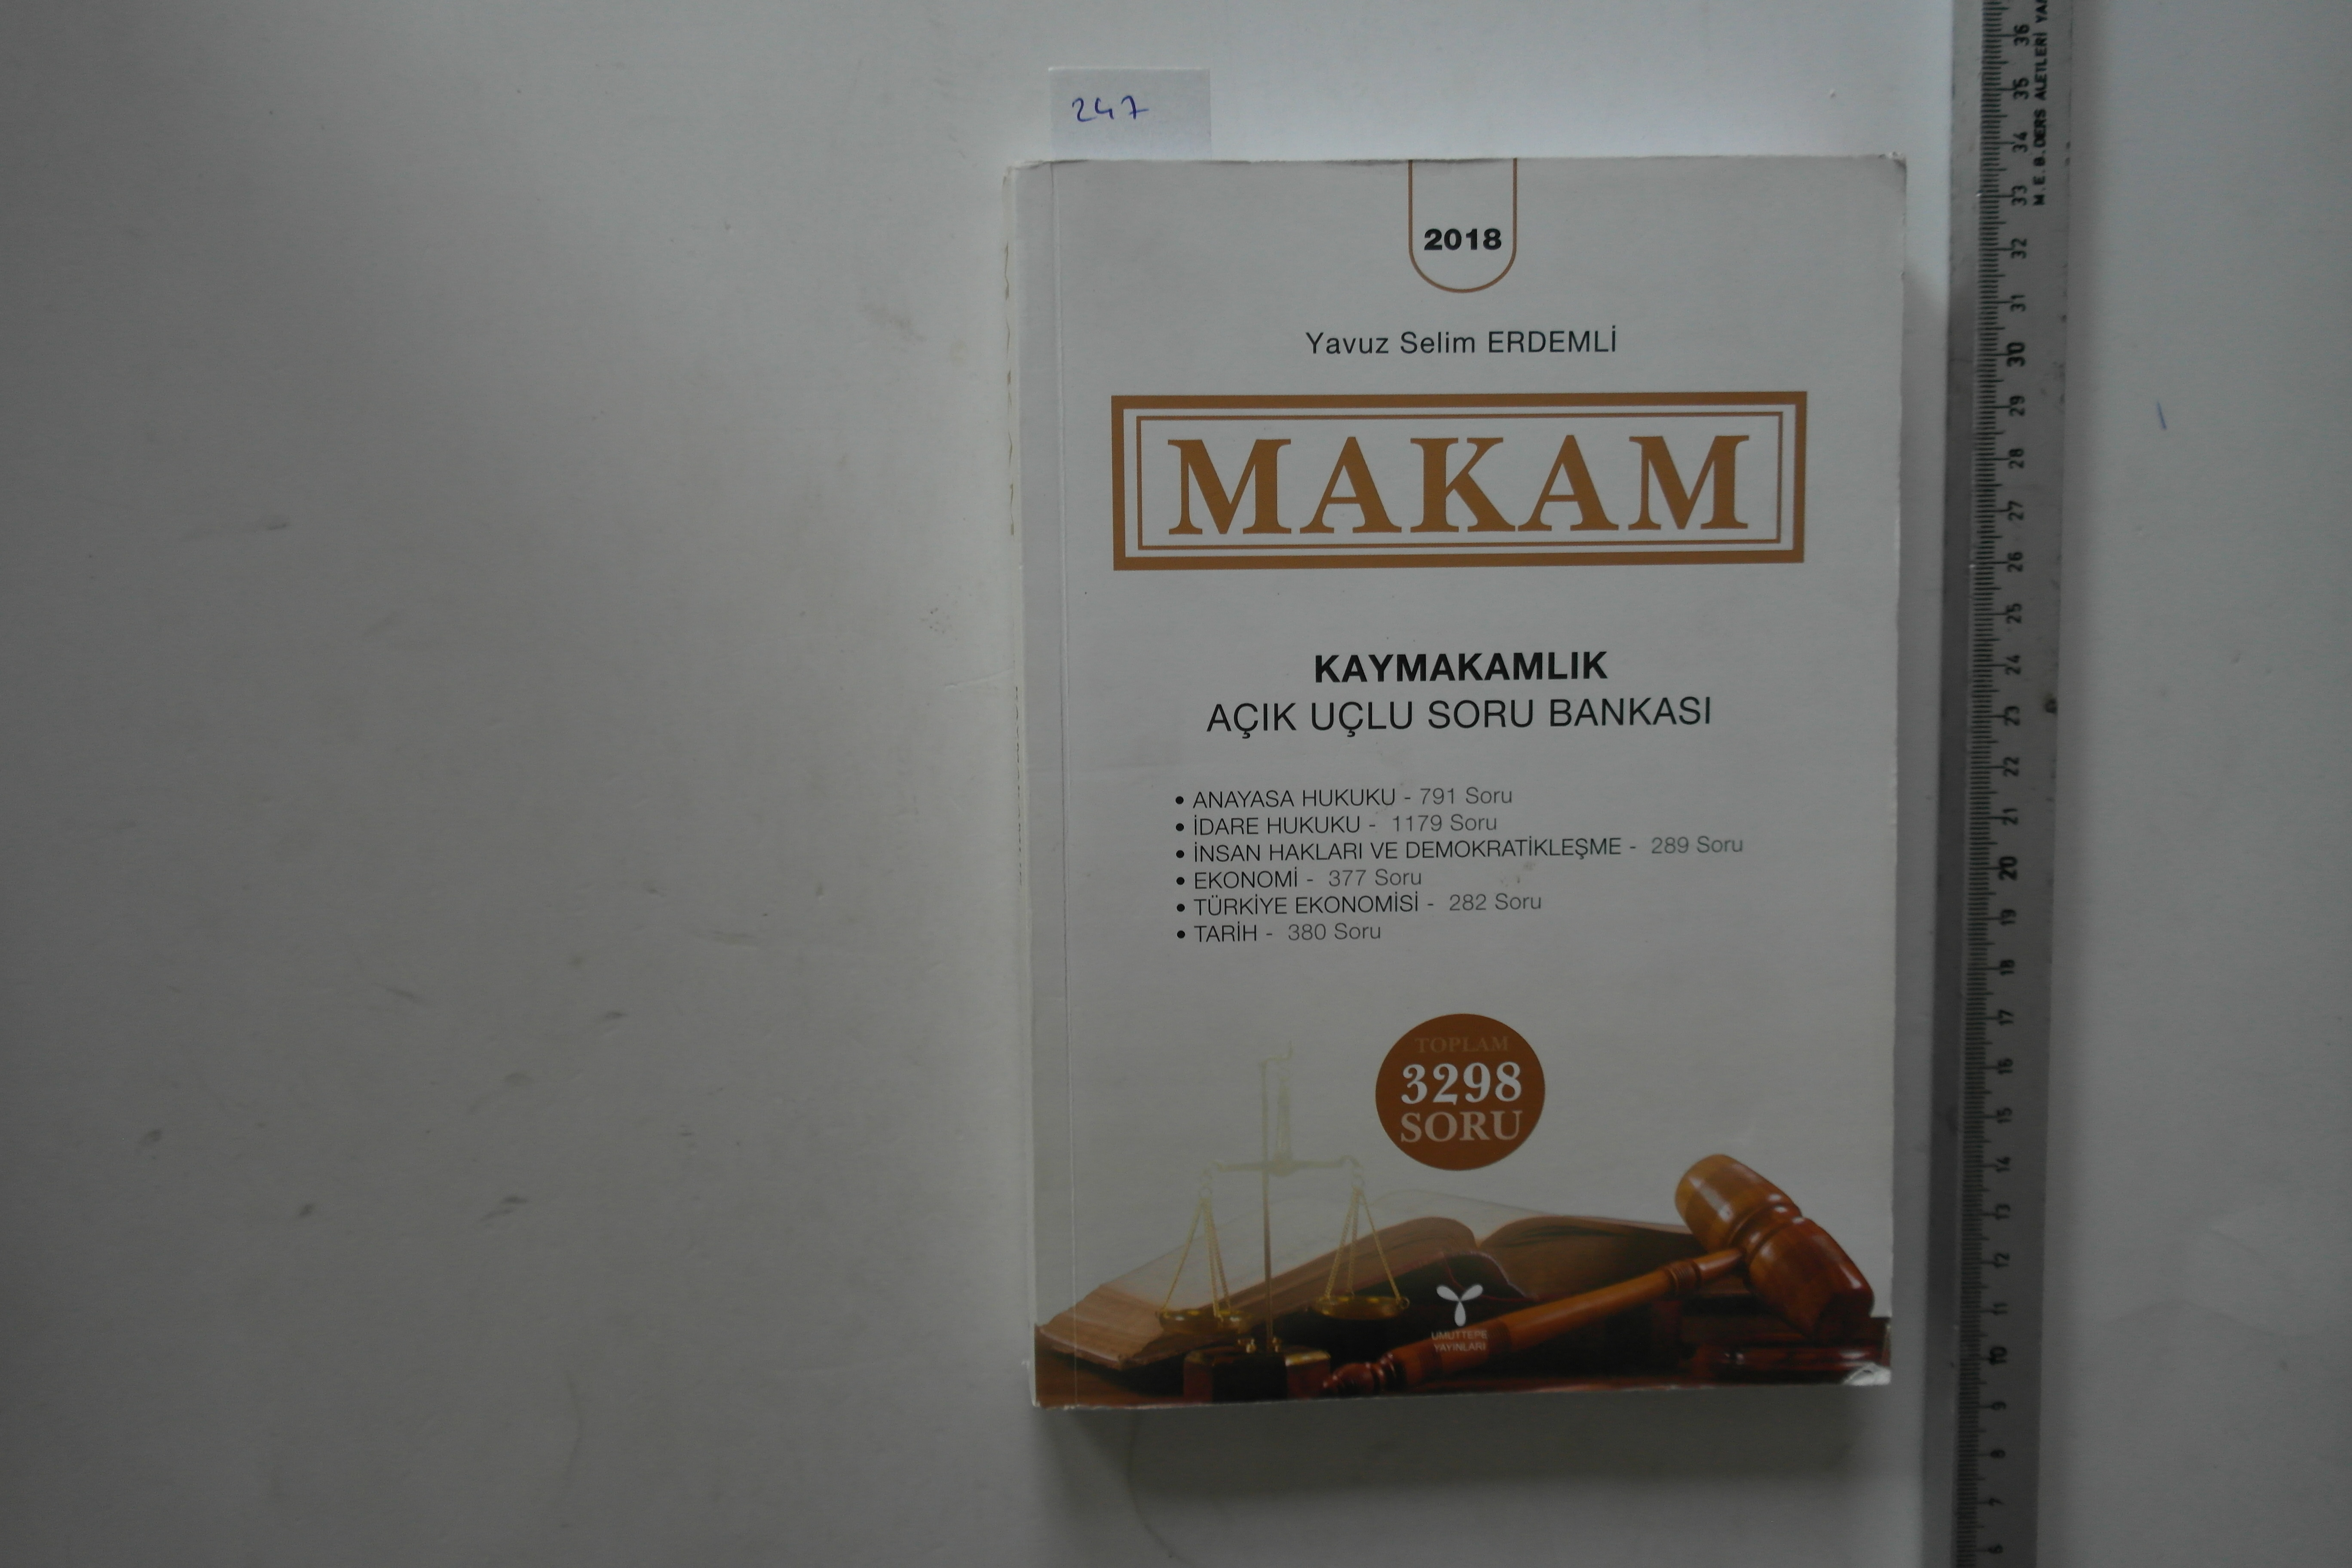 247
2018
Yavuz Selim ERDEMLİ
MAKAM
KAYMAKAMLIK
AÇIK UÇLU SORU BANKASI
• ANAYASA HUKUKU - 791 Soru
• İDARE HUKUKU - 1179 Soru
• İNSAN HAKLARI VE DEMOKRATİKLEŞME - 289 Soru
• EKONOMİ - 377 Soru
• TÜRKİYE EKONOMİSİ - 282 Soru
• TARİH - 380 Soru
TOPLAM
3298
SORU
UMUTTEPE
YAYINLARI
M.E.B. DERS ALETLERİ
36
35
34
33
32
31
30
29
28
27
26
25
24
23
22
21
20
19
18
17
16
15
14
13
12
11
10
9
8
7